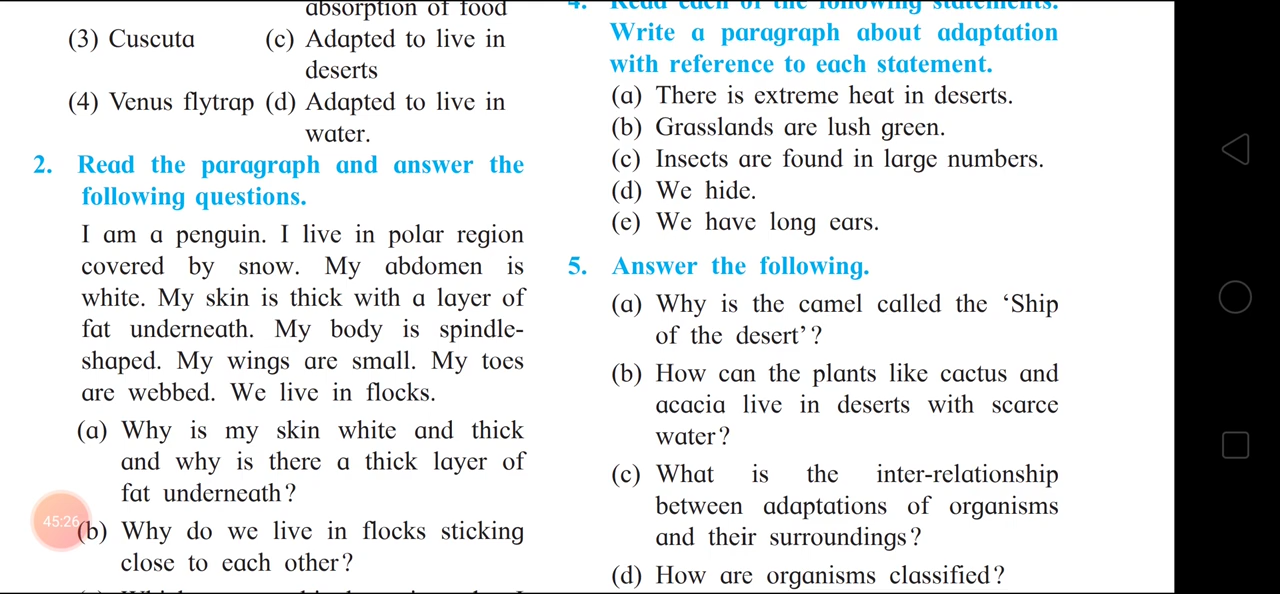 absorption of food
(3) Cuscuta (c) Adapted to live in
deserts
(4) Venus flytrap (d) Adapted to live in
water.
2. Read the paragraph and answer the
following questions.
I am a penguin. I live in polar region
covered by snow. My abdomen is
white. My skin is thick with a layer of
fat underneath. My body is spindle-
shaped. My wings are small. My toes
are webbed. We live in flocks.
(a) Why is my skin white and thick
and why is there a thick layer of
fat underneath?
45:26
(b) Why do we live in flocks sticking
close to each other?
4. Read each of the following statements.
Write a paragraph about adaptation
with reference to each statement.
(a) There is extreme heat in deserts.
(b) Grasslands are lush green.
(c) Insects are found in large numbers.
(d) We hide.
(e) We have long ears.
5. Answer the following.
(a) Why is the camel called the ‘Ship
of the desert’?
(b) How can the plants like cactus and
acacia live in deserts with scarce
water?
(c) What is the inter-relationship
between adaptations of organisms
and their surroundings?
(d) How are organisms classified?